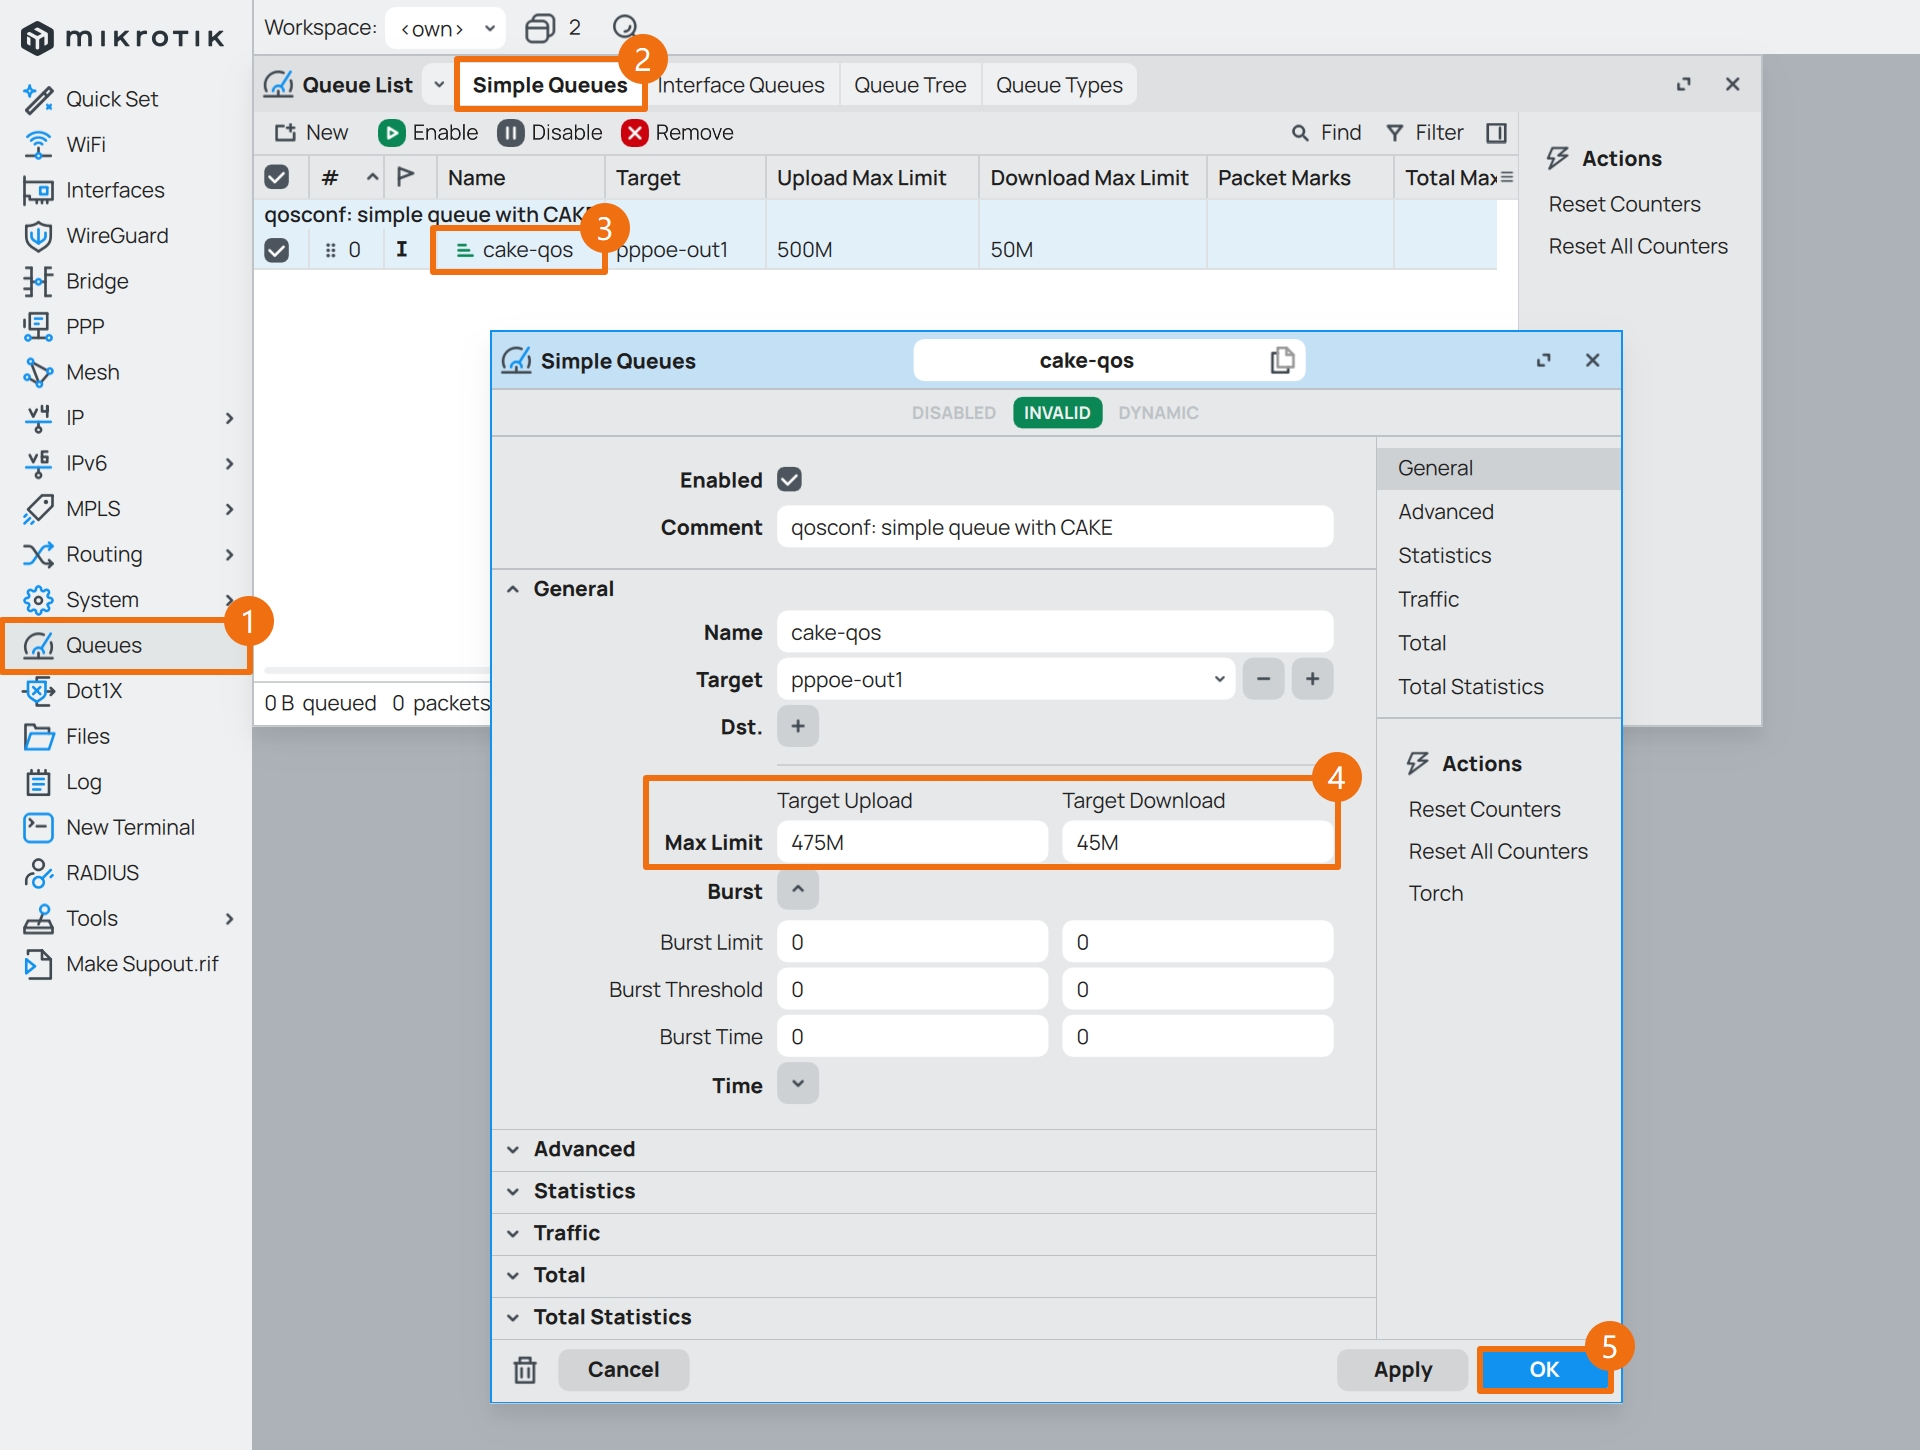 mikrotik
Workspace: <own> 2
Quick Set
WiFi
Interfaces
WireGuard
Bridge
PPP
Mesh
IP
IPv6
MPLS
Routing
System
Queues
Dot1X
Files
Log
New Terminal
RADIUS
Tools
Make Supout.rif
1
Queue List Simple Queues Interface Queues Queue Tree Queue Types
2
New Enable Disable Remove Find Filter
# Name Target Upload Max Limit Download Max Limit Packet Marks Total Max
qosconf: simple queue with CAKE
0 I cake-qos pppoe-out1 500M 50M
3
Actions
Reset Counters
Reset All Counters
0 B queued 0 packets
Simple Queues cake-qos
DISABLED INVALID DYNAMIC
Enabled
Comment qosconf: simple queue with CAKE
General
Name cake-qos
Target pppoe-out1 − +
Dst. +
4
Target Upload Target Download
Max Limit 475M 45M
Burst
Burst Limit 0 0
Burst Threshold 0 0
Burst Time 0 0
Time
Advanced
Statistics
Traffic
Total
Total Statistics
General
Advanced
Statistics
Traffic
Total
Total Statistics
Actions
Reset Counters
Reset All Counters
Torch
Cancel Apply OK
5